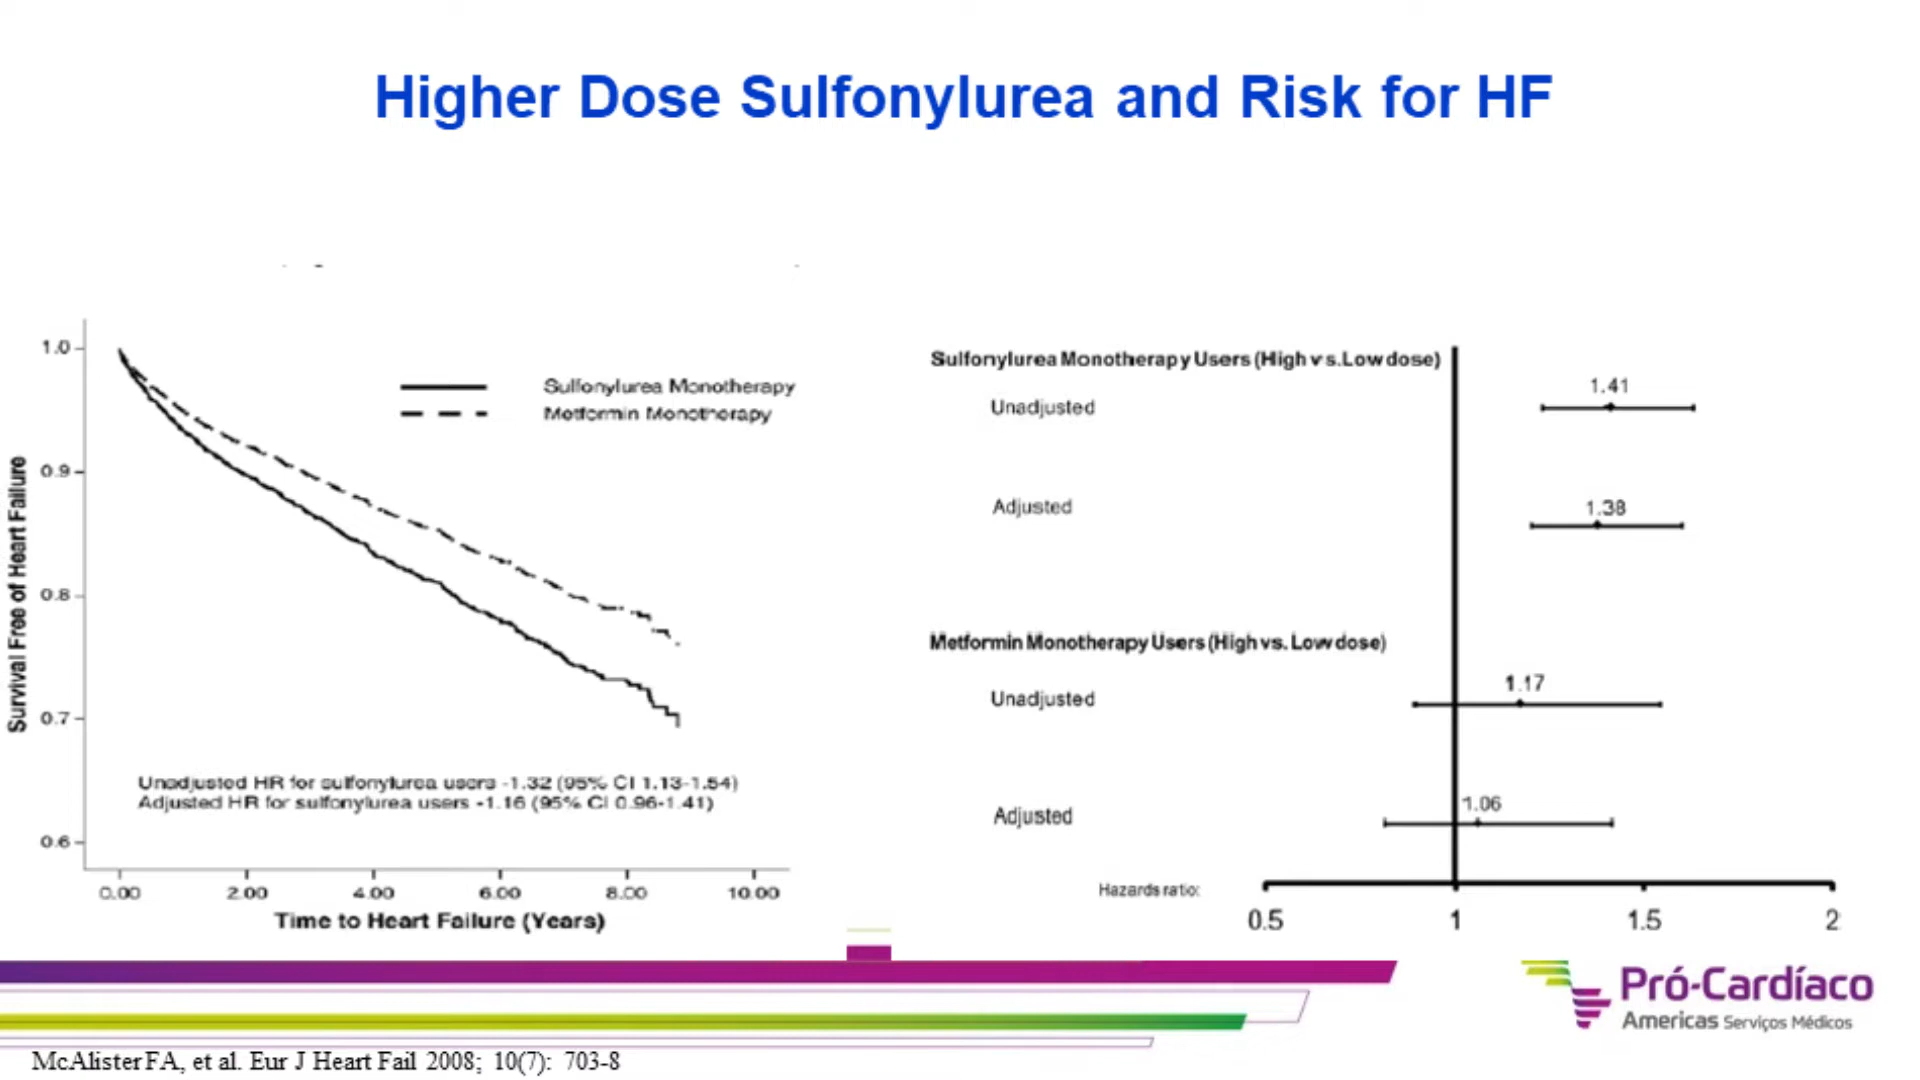 Higher Dose Sulfonylurea and Risk for HF
Survival Free of Heart Failure
1.0
0.9
0.8
0.7
0.6
Sulfonylurea Monotherapy
Metformin Monotherapy
Unadjusted HR for sulfonylurea users -1.32 (95% CI 1.13-1.54)
Adjusted HR for sulfonylurea users -1.16 (95% CI 0.96-1.41)
0.00 2.00 4.00 6.00 8.00 10.00
Time to Heart Failure (Years)
Sulfonylurea Monotherapy Users (High vs.Low dose)
1.41
Unadjusted
Adjusted
1.38
Metformin Monotherapy Users (High vs. Low dose)
1.17
Unadjusted
1.06
Adjusted
Hazards ratio:
0.5 1 1.5 2
Pró-Cardíaco
Americas Serviços Médicos
McAlister FA, et al. Eur J Heart Fail 2008; 10(7): 703-8